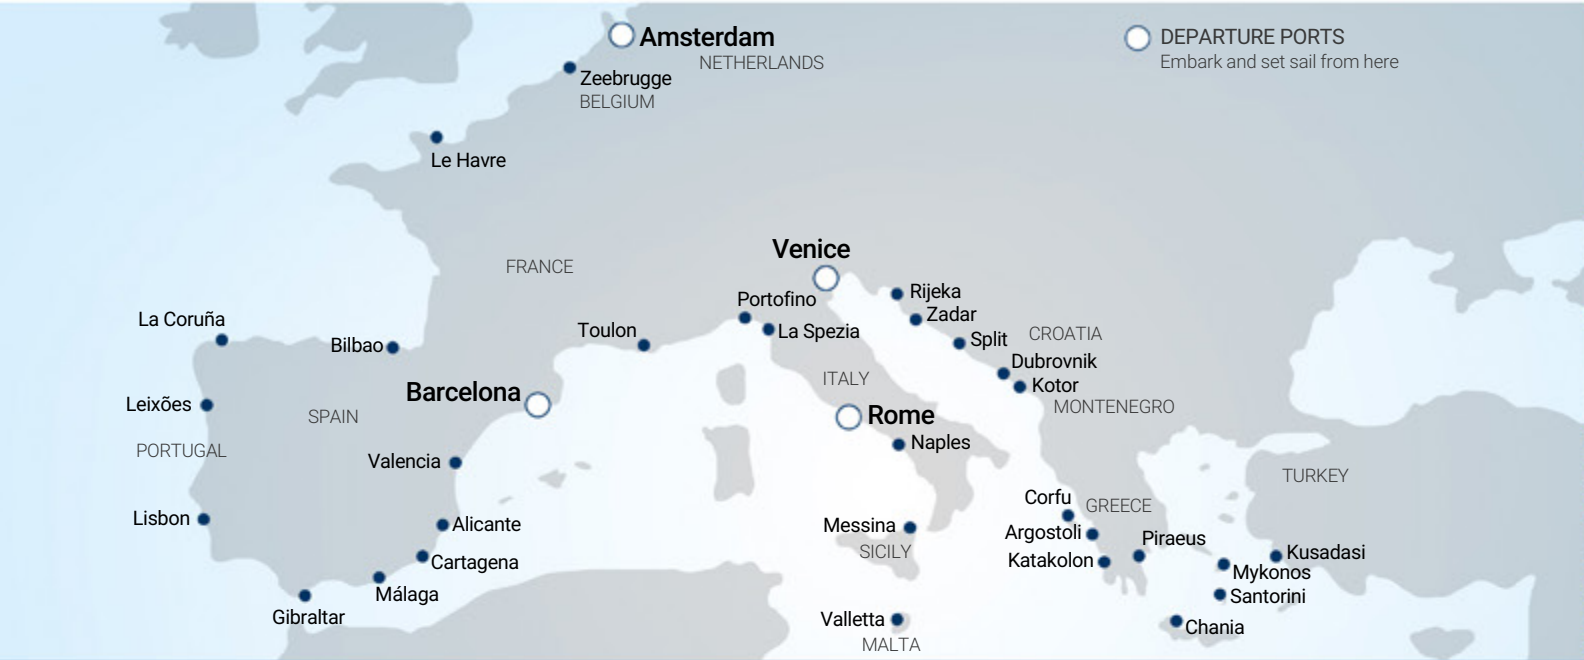 Amsterdam
NETHERLANDS
DEPARTURE PORTS
Embark and set sail from here
Zeebrugge
BELGIUM
Le Havre
FRANCE
Venice
Portofino
La Spezia
Rijeka
Zadar
Split
CROATIA
Dubrovnik
Kotor
MONTENEGRO
La Coruña
Bilbao
Toulon
Barcelona
ITALY
Rome
Naples
Leixões
SPAIN
PORTUGAL
Valencia
Lisbon
Alicante
Cartagena
Málaga
Gibraltar
Messina
SICILY
Valletta
MALTA
Corfu
GREECE
Argostoli
Katakolon
Piraeus
TURKEY
Kusadasi
Mykonos
Santorini
Chania